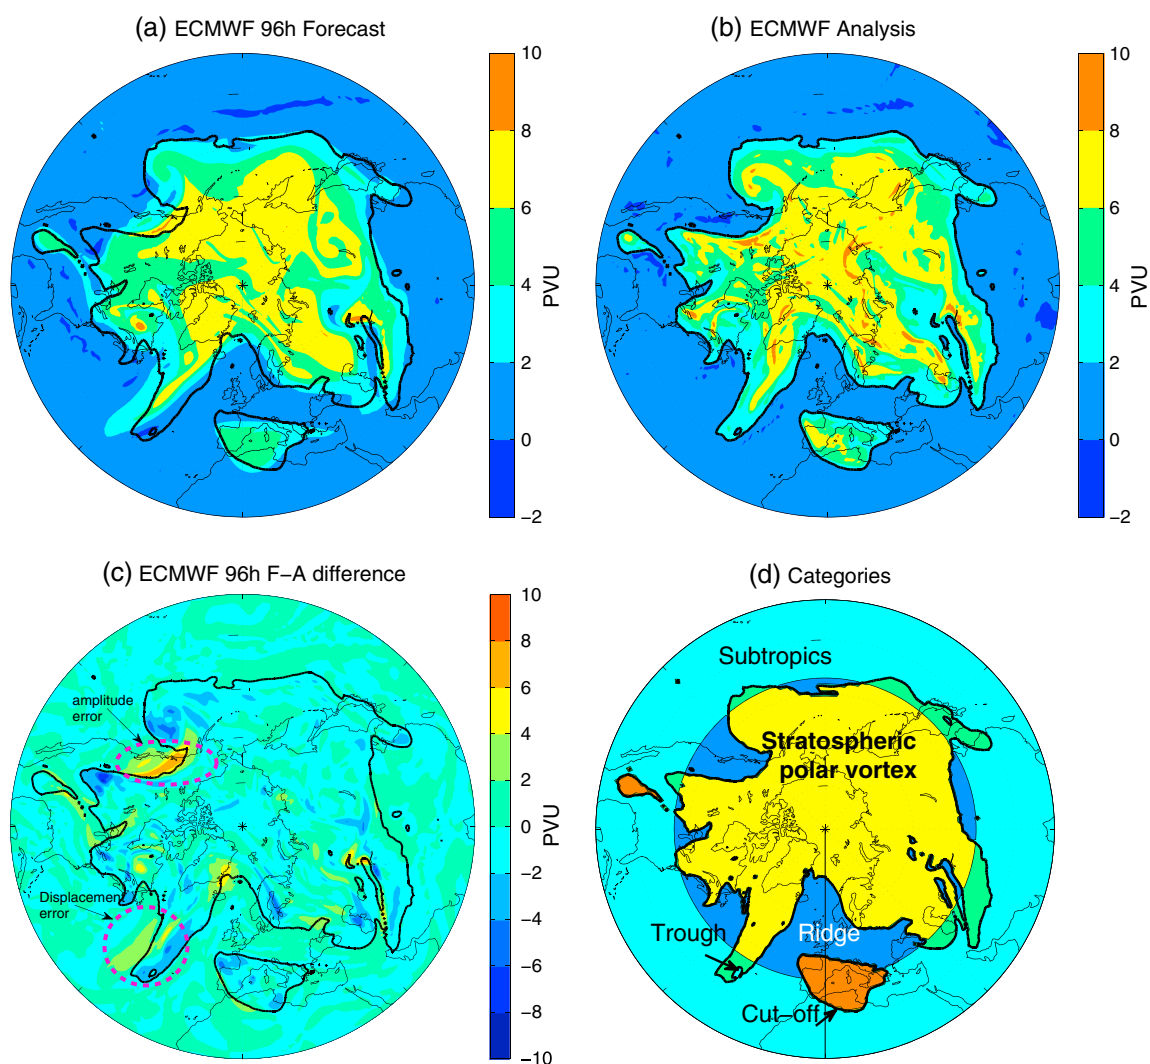 (a) ECMWF 96h Forecast
10
8
6
4
2
0
−2
PVU
(b) ECMWF Analysis
10
8
6
4
2
0
−2
PVU
(c) ECMWF 96h F−A difference
amplitude
error
Displacement
error
10
8
6
4
2
0
−2
−4
−6
−8
−10
PVU
(d) Categories
Subtropics
Stratospheric
polar vortex
Trough
Ridge
Cut−off